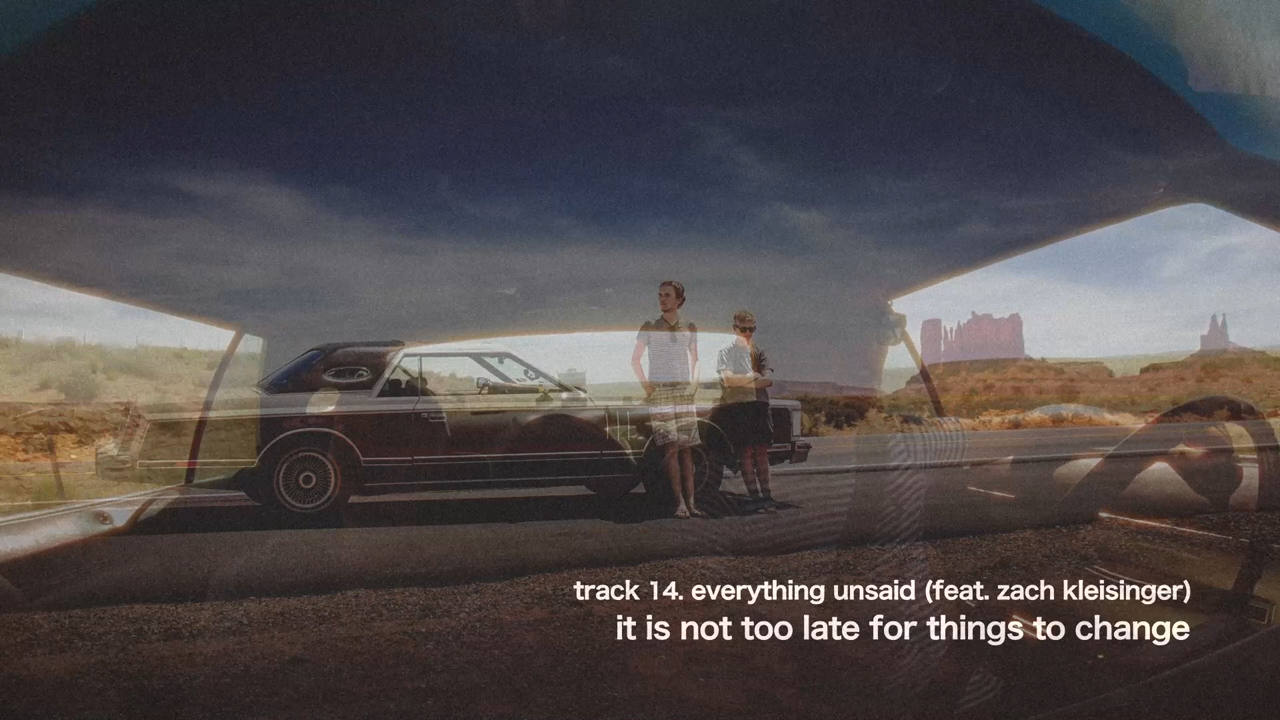 track 14. everything unsaid (feat. zach kleisinger)
it is not too late for things to change